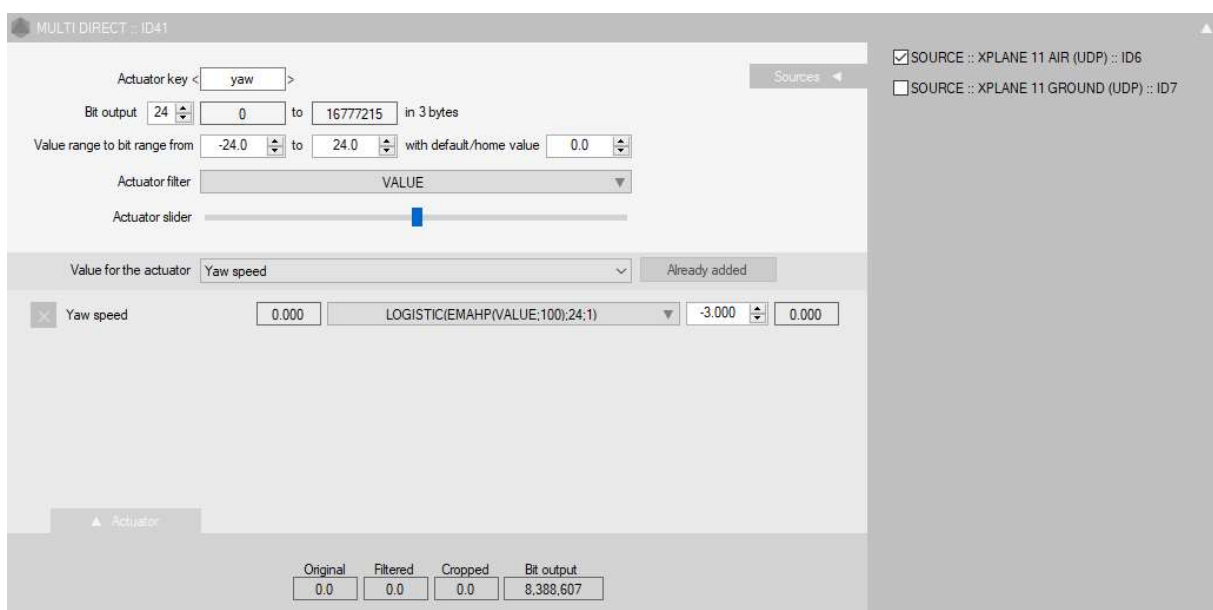 MULTI DIRECT :: ID41
Actuator key < yaw >
Sources ◄
Bit output 24 0 to 16777215 in 3 bytes
Value range to bit range from -24.0 to 24.0 with default/home value 0.0
Actuator filter VALUE
Actuator slider
Value for the actuator Yaw speed Already added
Yaw speed 0.000 LOGISTIC(EMAHP(VALUE;100);24;1) -3.000 0.000
▲ Actuator
Original Filtered Cropped Bit output
0.0 0.0 0.0 8,388,607
SOURCE :: XPLANE 11 AIR (UDP) :: ID6
SOURCE :: XPLANE 11 GROUND (UDP) :: ID7